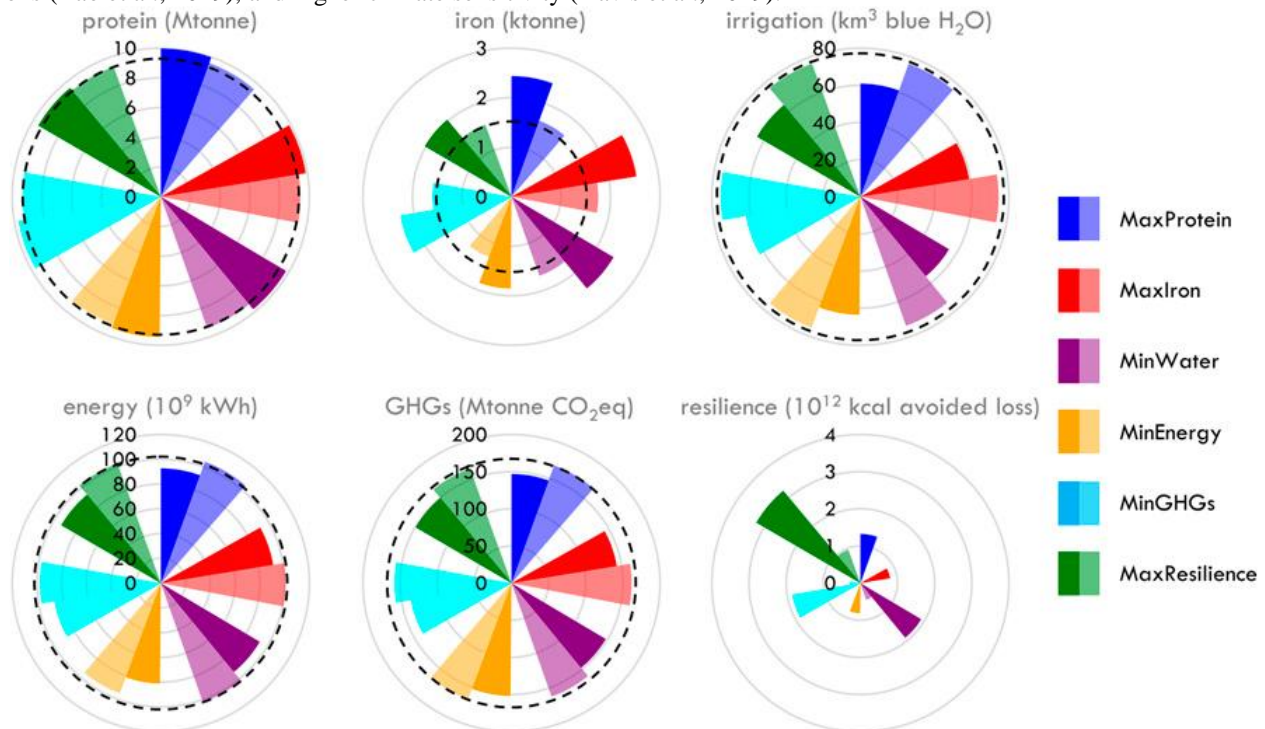 protein (Mtonne)
10
8
6
4
2
0
iron (ktonne)
3
2
1
0
irrigation (km³ blue H₂O)
80
60
40
20
0
energy (10⁹ kWh)
120
100
80
60
40
20
0
GHGs (Mtonne CO₂eq)
200
150
100
50
0
resilience (10¹² kcal avoided loss)
4
3
2
1
0
MaxProtein
MaxIron
MinWater
MinEnergy
MinGHGs
MaxResilience